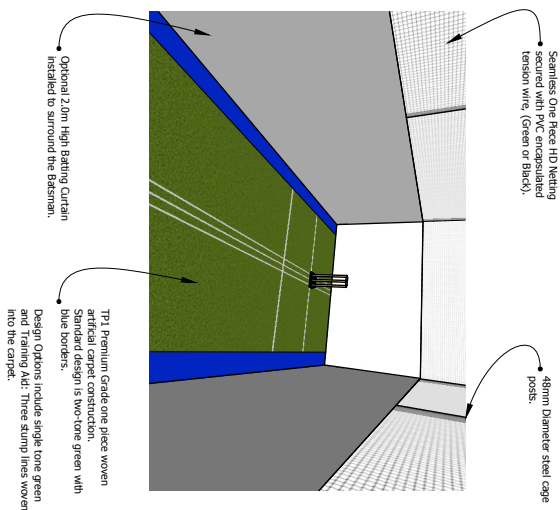 Seamless One Piece HD Netting
secured with PVC encapsulated
tension wire, (Green or Black).
48mm Diameter steel cage
posts.
Optional 2.0m High Batting Curtain
installed to surround the Batsman.
TP1 Premium Grade one piece woven
artificial carpet construction.
Standard design is two-tone green with
blue borders.
Design Options include single tone green
and Training Aid: Three stump lines woven
into the carpet.